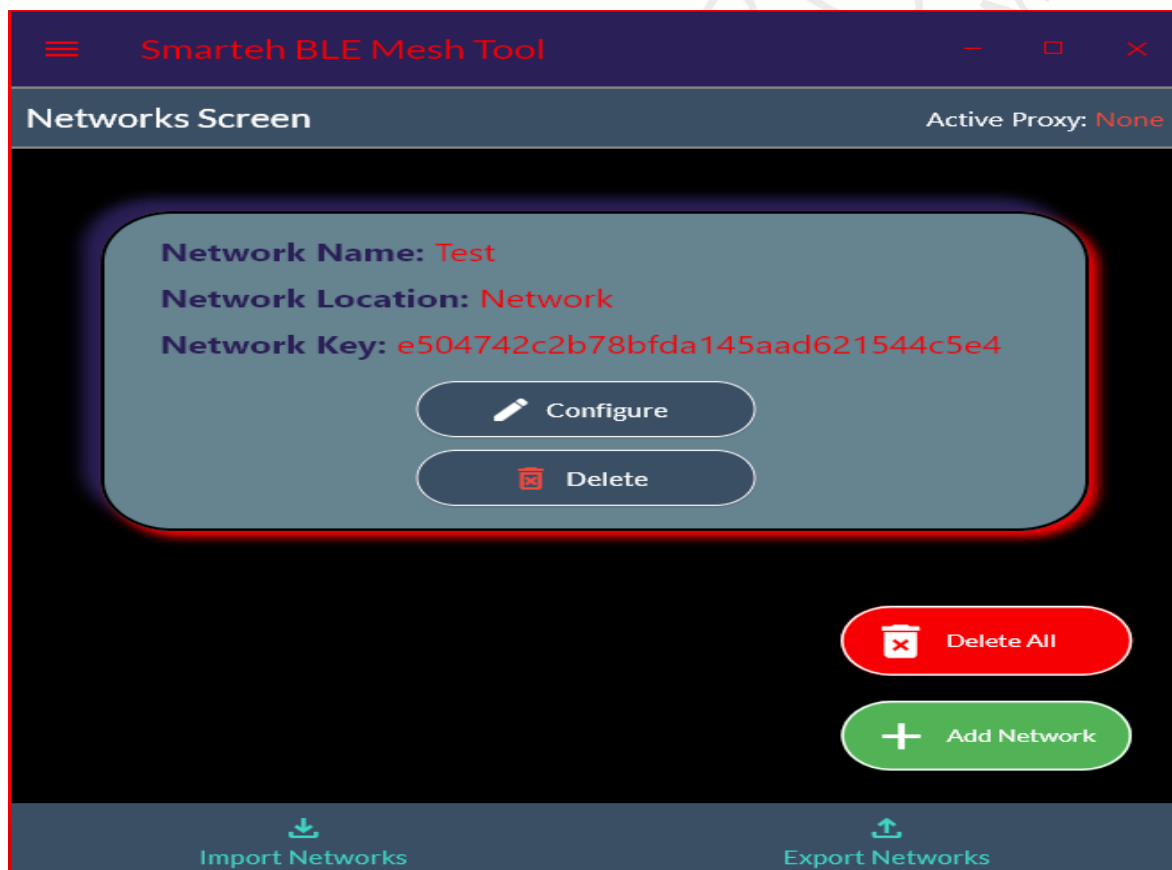 Smarteh BLE Mesh Tool
Networks Screen Active Proxy: None
Network Name: Test
Network Location: Network
Network Key: e504742c2b78bfda145aad621544c5e4
Configure
Delete
Delete All
Add Network
Import Networks Export Networks